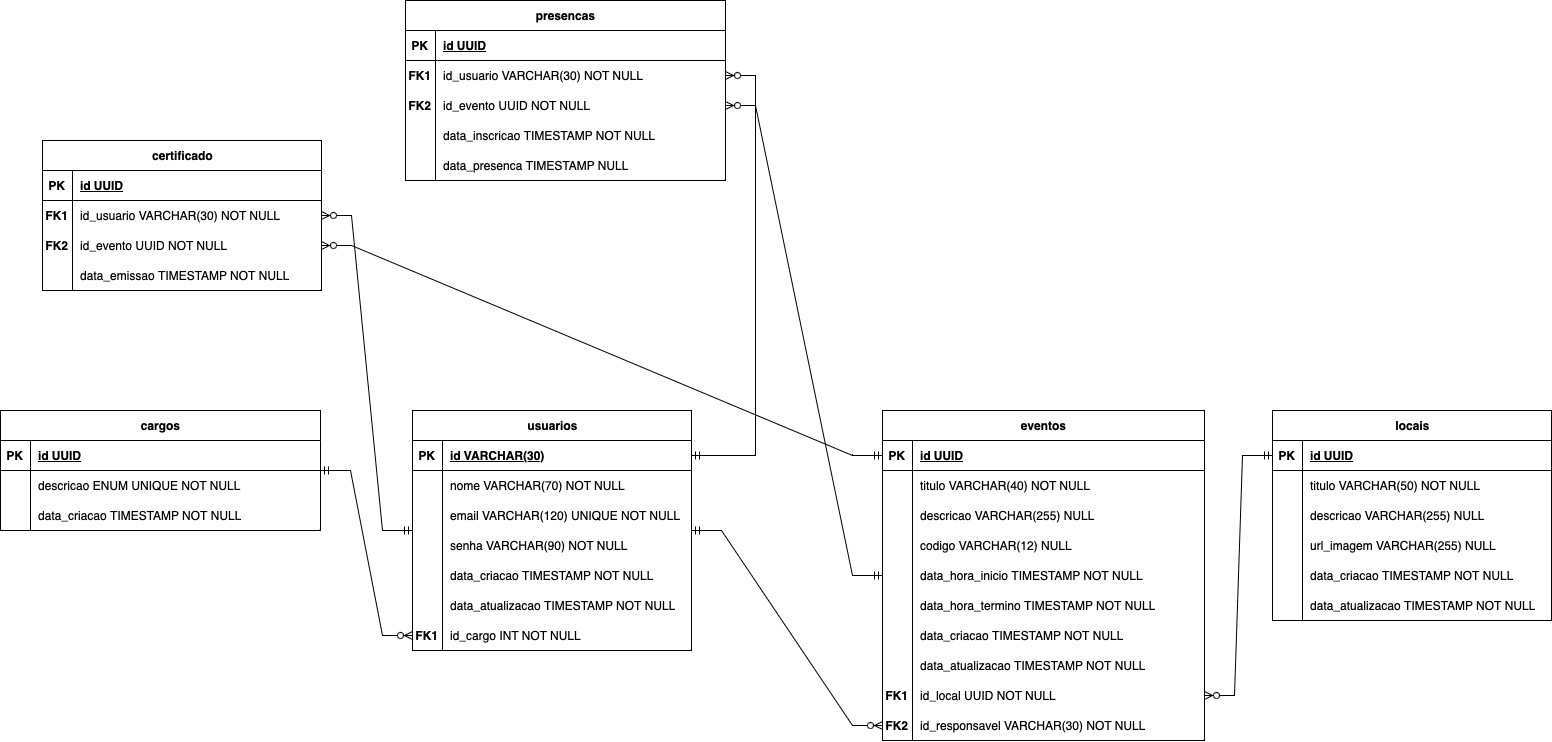 presencas
PK id UUID
FK1 id_usuario VARCHAR(30) NOT NULL
FK2 id_evento UUID NOT NULL
data_inscricao TIMESTAMP NOT NULL
data_presenca TIMESTAMP NULL
certificado
PK id UUID
FK1 id_usuario VARCHAR(30) NOT NULL
FK2 id_evento UUID NOT NULL
data_emissao TIMESTAMP NOT NULL
cargos
PK id UUID
descricao ENUM UNIQUE NOT NULL
data_criacao TIMESTAMP NOT NULL
usuarios
PK id VARCHAR(30)
nome VARCHAR(70) NOT NULL
email VARCHAR(120) UNIQUE NOT NULL
senha VARCHAR(90) NOT NULL
data_criacao TIMESTAMP NOT NULL
data_atualizacao TIMESTAMP NOT NULL
FK1 id_cargo INT NOT NULL
eventos
PK id UUID
titulo VARCHAR(40) NOT NULL
descricao VARCHAR(255) NULL
codigo VARCHAR(12) NULL
data_hora_inicio TIMESTAMP NOT NULL
data_hora_termino TIMESTAMP NOT NULL
data_criacao TIMESTAMP NOT NULL
data_atualizacao TIMESTAMP NOT NULL
FK1 id_local UUID NOT NULL
FK2 id_responsavel VARCHAR(30) NOT NULL
locais
PK id UUID
titulo VARCHAR(50) NOT NULL
descricao VARCHAR(255) NULL
url_imagem VARCHAR(255) NULL
data_criacao TIMESTAMP NOT NULL
data_atualizacao TIMESTAMP NOT NULL